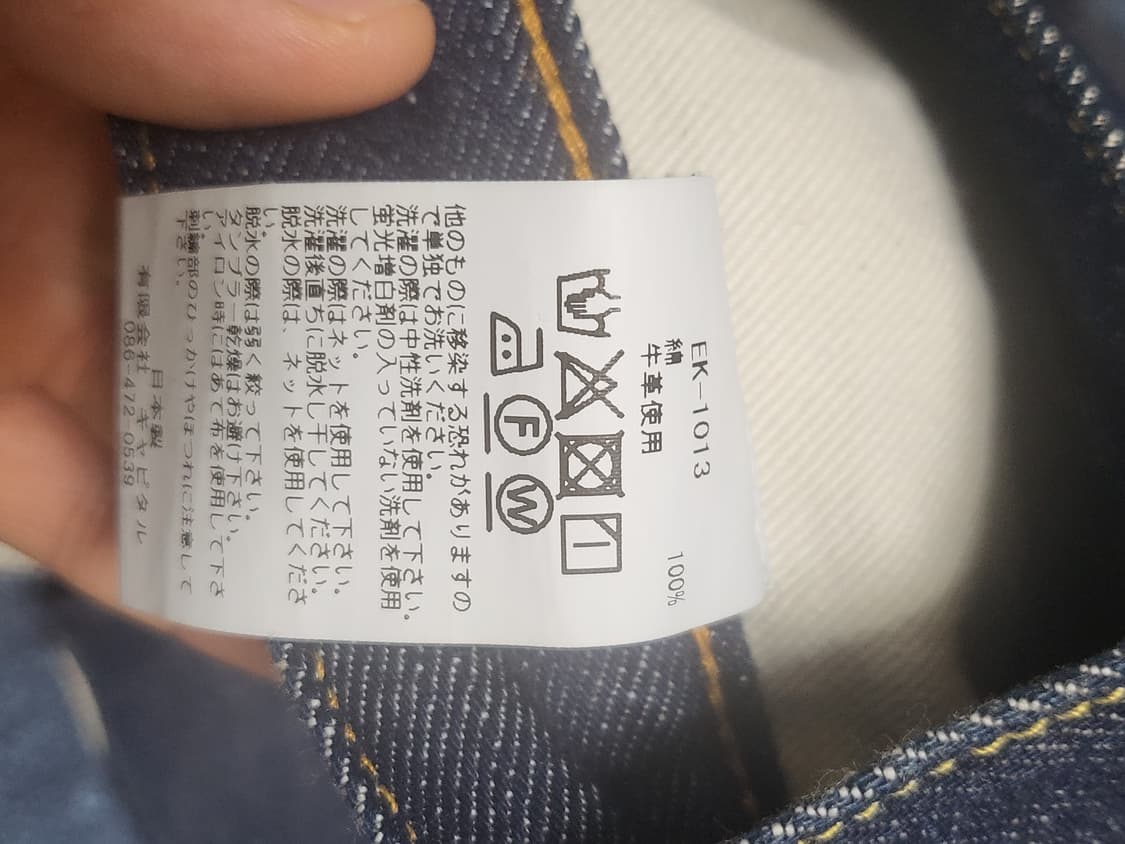 EK-1013
綿 100%
牛革使用
F W
他のものに移染する恐れがありますの
で単独でお洗いください。
洗濯の際は中性洗剤を使用して下さい。
蛍光増白剤の入っていない洗剤を使用
してください。
洗濯の際はネットを使用して下さい。
洗濯後直ちに脱水し干してください。
脱水の際は、ネットを使用してくださ
い。
脱水の際は弱く絞って下さい。
タンブラー乾燥はお避け下さい。
アイロン時にはあて布を使用して下さ
い。
刺繍部のひっかけやほつれに注意して
下さい。
日本製
有限会社 キャピタル
086-472-0539